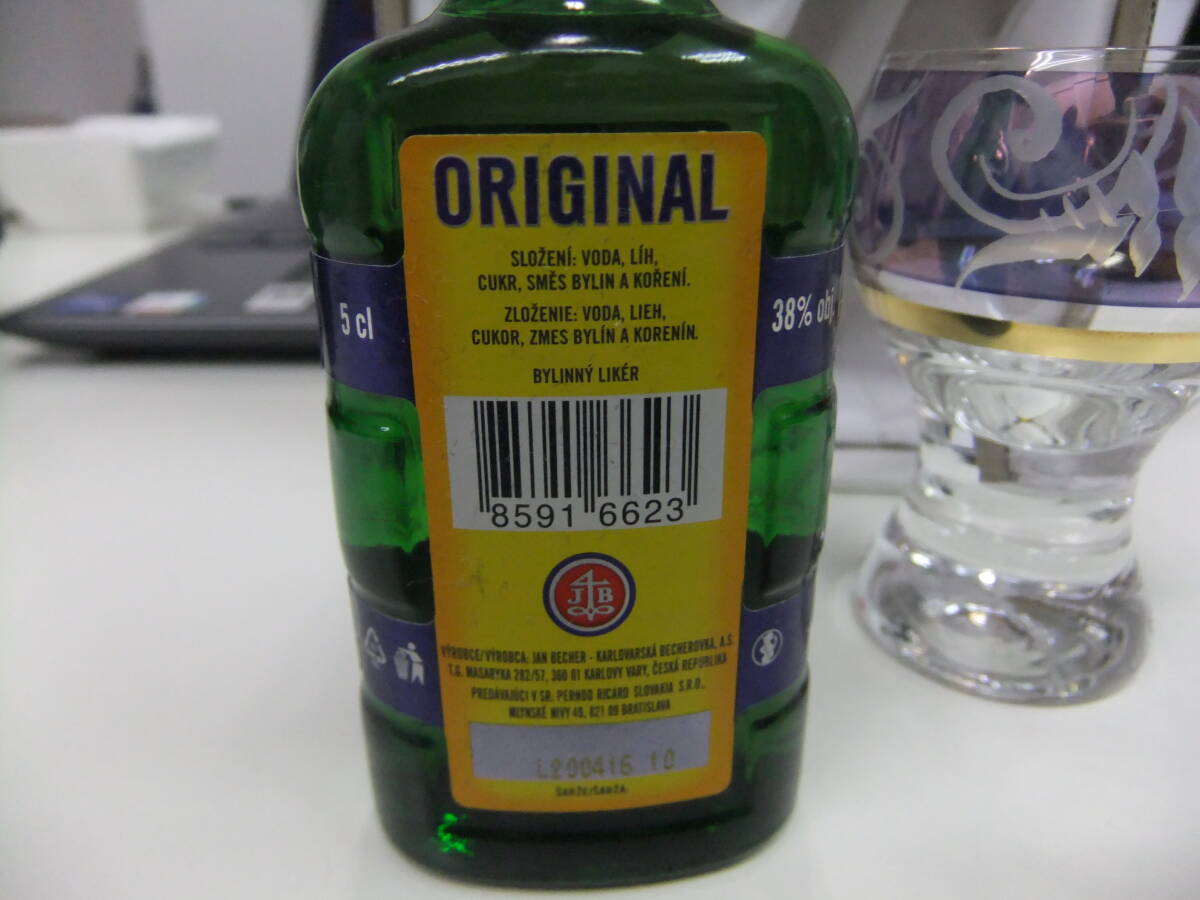 ORIGINAL
SLOŽENÍ: VODA, LÍH,
CUKR, SMĚS BYLIN A KOŘENÍ.
ZLOŽENIE: VODA, LIEH,
CUKOR, ZMES BYLÍN A KORENÍN.
5 cl
38% obj.
BYLINNÝ LIKÉR
8591 6623
JB
VÝROBCE/VÝROBCA: JAN BECHER - KARLOVARSKÁ BECHEROVKA, A.S.
T.G. MASARYKA 282/57, 360 01 KARLOVY VARY, ČESKÁ REPUBLIKA
PREDÁVAJÚCI V SR: PERNOD RICARD SLOVAKIA S.R.O.,
MLYNSKÉ NIVY 49, 821 09 BRATISLAVA
L200416 10
ŠARŽE/ŠARŽA